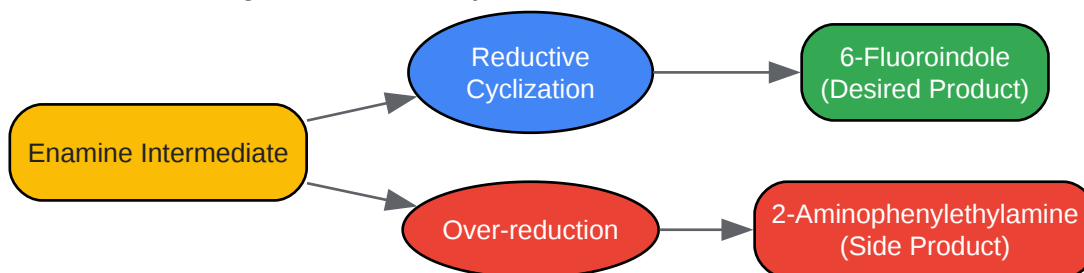 Enamine Intermediate
Reductive
Cyclization
6-Fluoroindole
(Desired Product)
Over-reduction
2-Aminophenylethylamine
(Side Product)